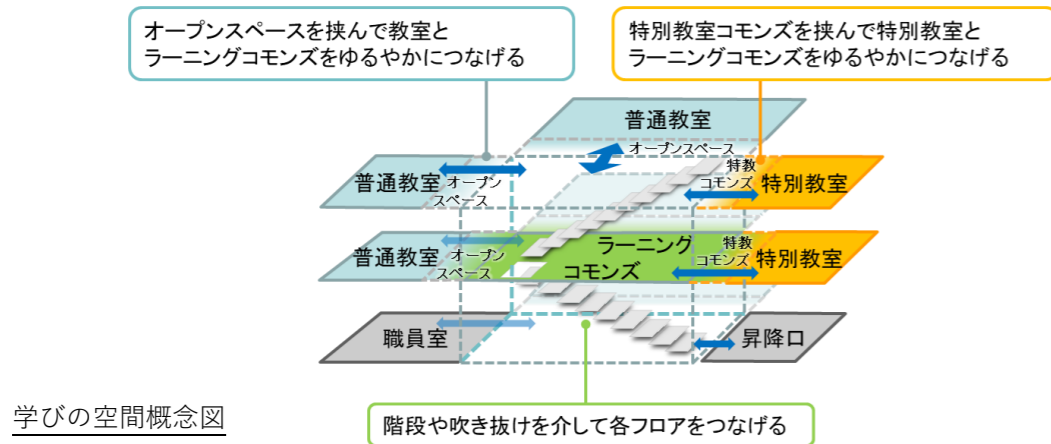 オープンスペースを挟んで教室と
ラーニングコモンズをゆるやかにつなげる
特別教室コモンズを挟んで特別教室と
ラーニングコモンズをゆるやかにつなげる
普通教室
オープンスペース
普通教室
オープン
スペース
特教
コモンズ
特別教室
普通教室
オープン
スペース
ラーニング
コモンズ
特教
コモンズ
特別教室
職員室
昇降口
学びの空間概念図
階段や吹き抜けを介して各フロアをつなげる